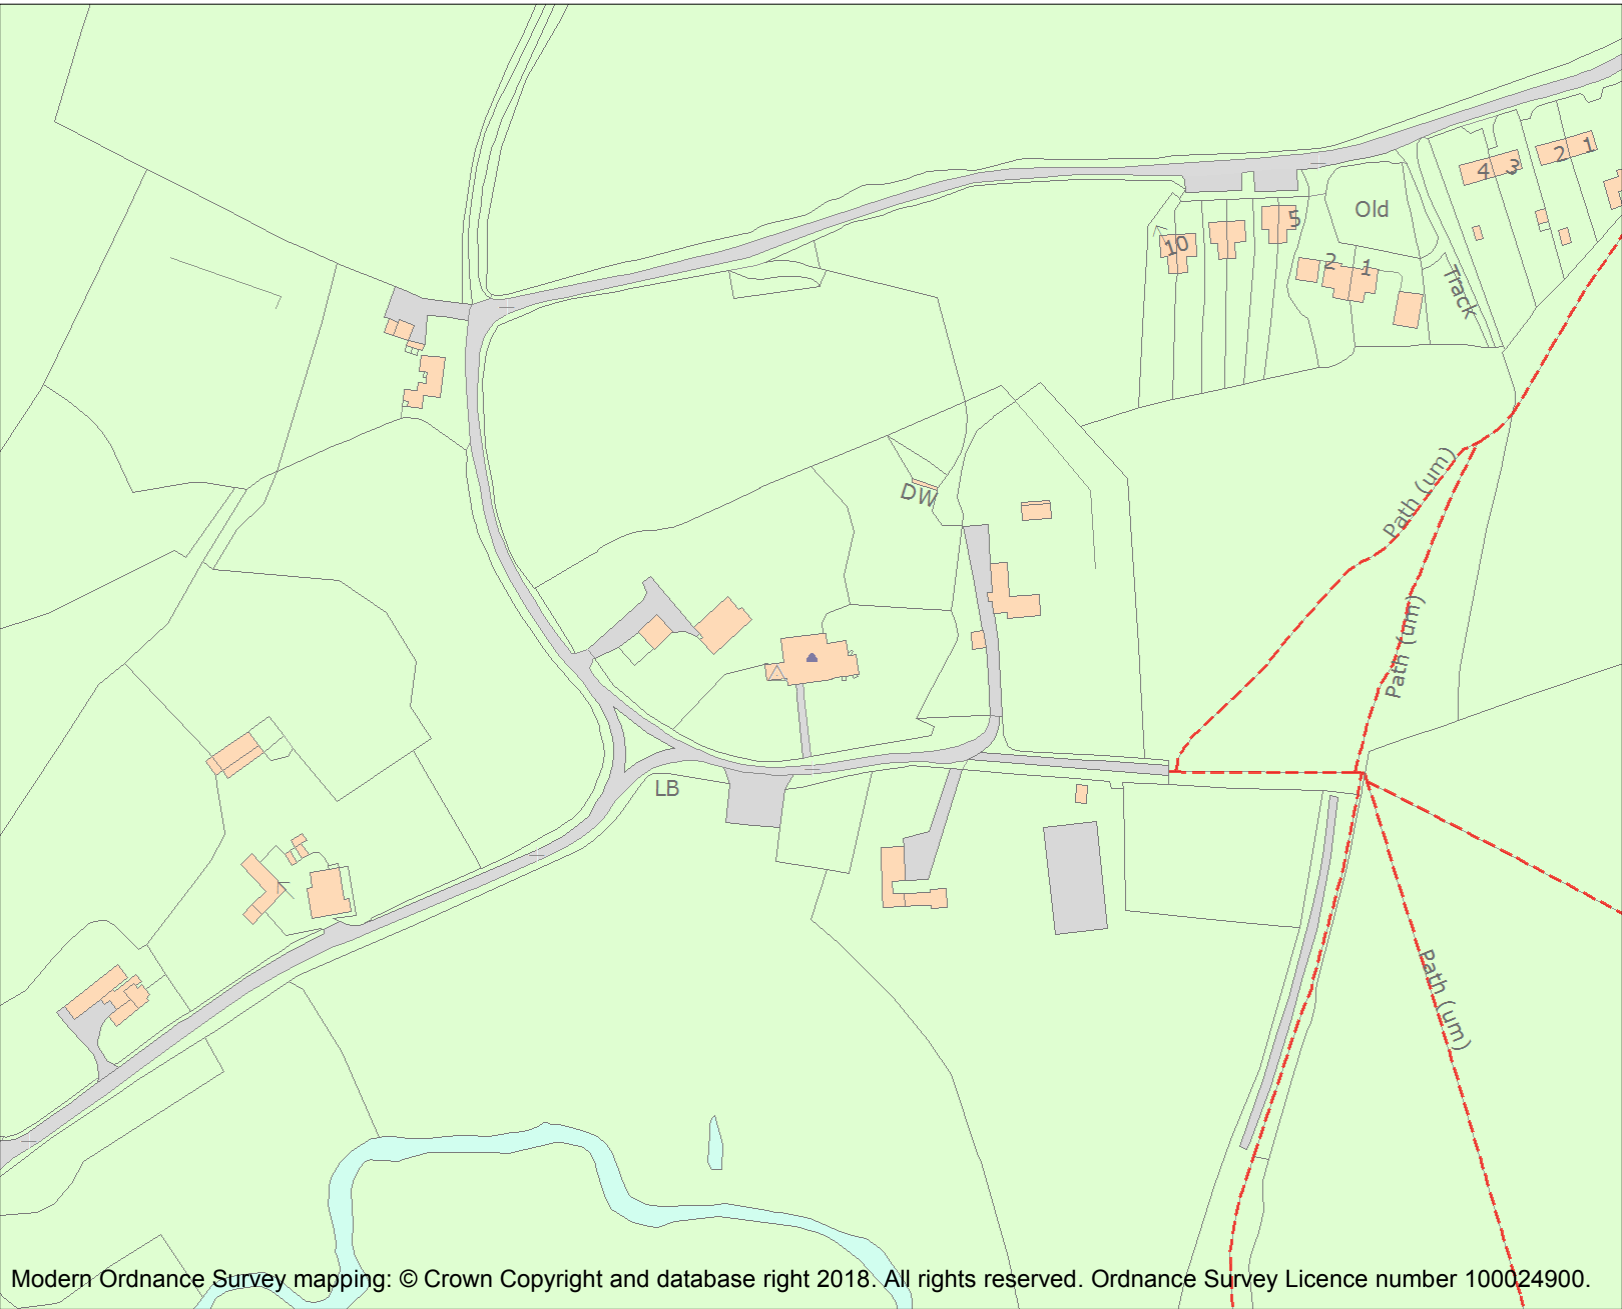 4 3
2 1
Old
5
10
2 1
Track
Path (um)
DW
Path (um)
LB
Path (um)
Modern Ordnance Survey mapping: © Crown Copyright and database right 2018. All rights reserved. Ordnance Survey Licence number 100024900.